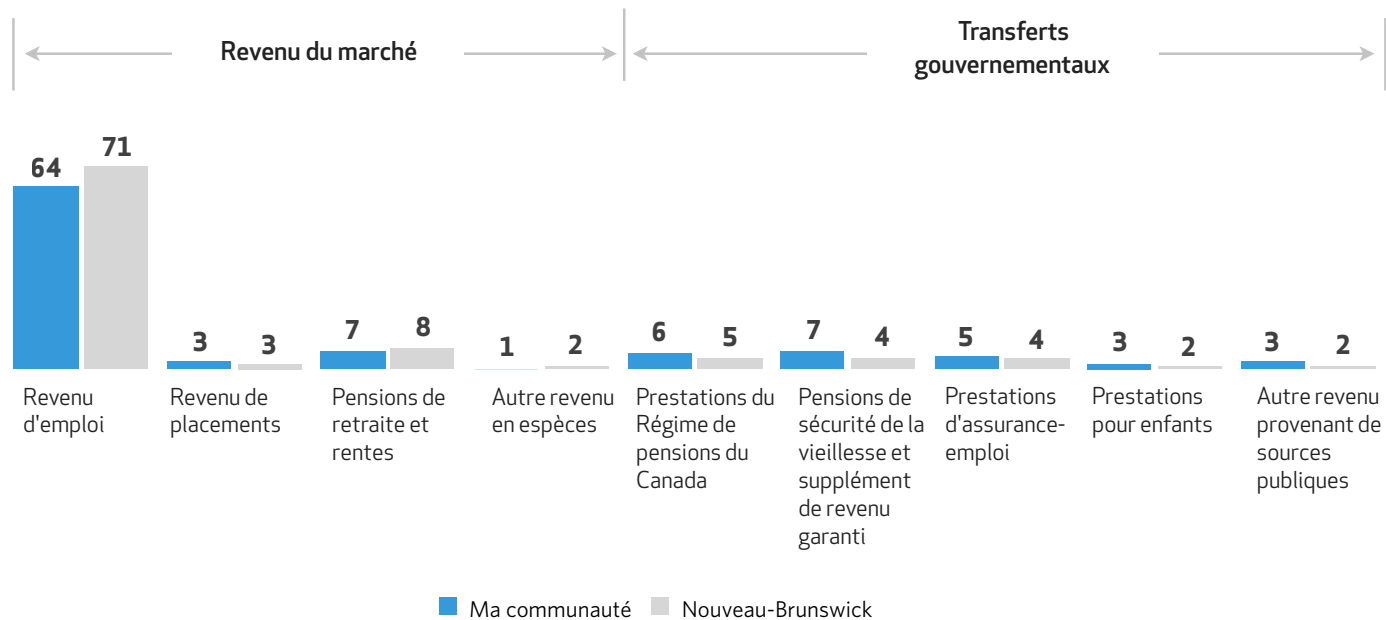 Revenu du marché
Transferts
gouvernementaux
64
71
3
3
7
8
1
2
6
5
7
4
5
4
3
2
3
2
Revenu
d'emploi
Revenu de
placements
Pensions de
retraite et
rentes
Autre revenu
en espèces
Prestations du
Régime de
pensions du
Canada
Pensions de
sécurité de la
vieillesse et
supplément
de revenu
garanti
Prestations
d'assurance-
emploi
Prestations
pour enfants
Autre revenu
provenant de
sources
publiques
Ma communauté
Nouveau-Brunswick